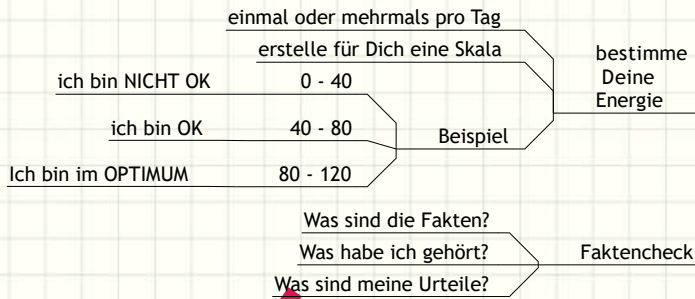 einmal oder mehrmals pro Tag
erstelle für Dich eine Skala
bestimme
Deine
Energie
ich bin NICHT OK 0 - 40
ich bin OK 40 - 80
Beispiel
Ich bin im OPTIMUM 80 - 120
Was sind die Fakten?
Was habe ich gehört?
Faktencheck
Was sind meine Urteile?